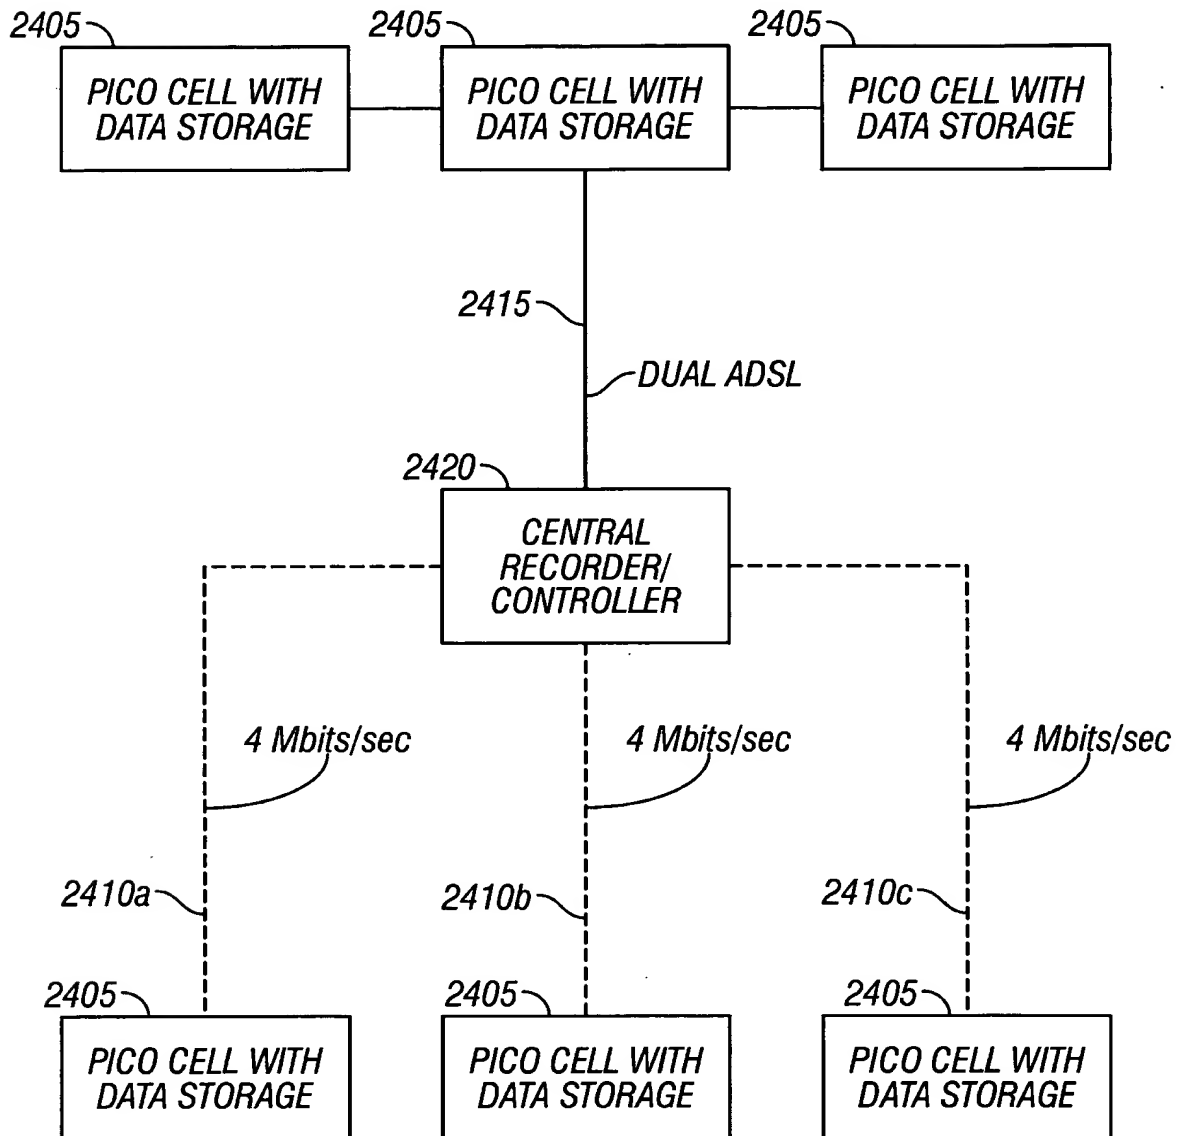 2405
2405
2405
PICO CELL WITH
DATA STORAGE
PICO CELL WITH
DATA STORAGE
PICO CELL WITH
DATA STORAGE
2415
DUAL ADSL
2420
CENTRAL
RECORDER/
CONTROLLER
4 Mbits/sec
4 Mbits/sec
4 Mbits/sec
2410a
2410b
2410c
2405
2405
2405
PICO CELL WITH
DATA STORAGE
PICO CELL WITH
DATA STORAGE
PICO CELL WITH
DATA STORAGE